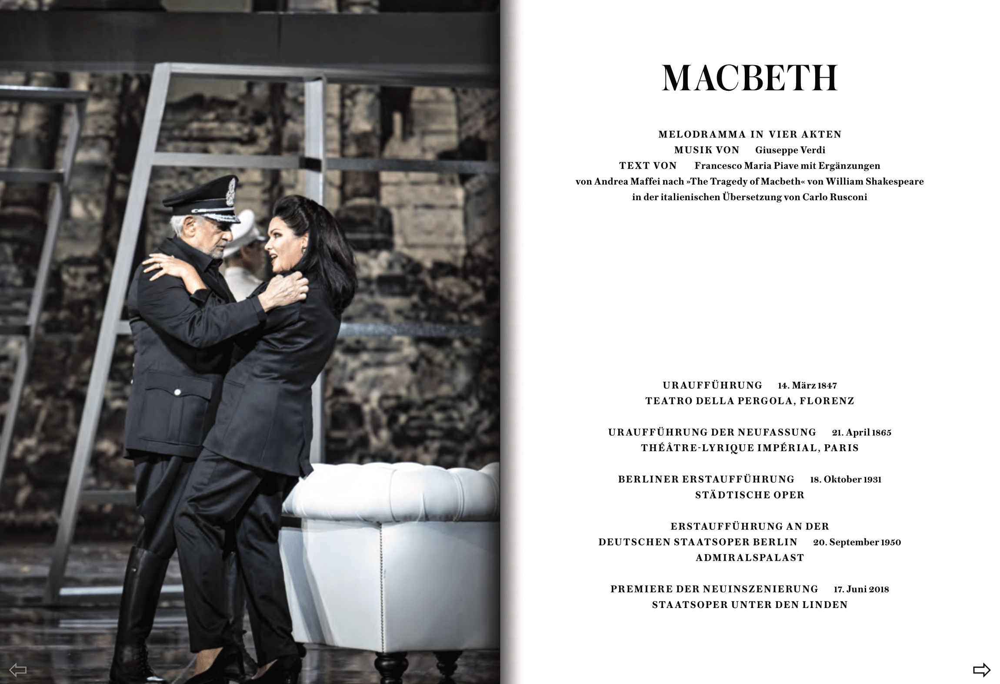 MACBETH
MELODRAMMA IN VIER AKTEN
MUSIK VON Giuseppe Verdi
TEXT VON Francesco Maria Piave mit Ergänzungen
von Andrea Maffei nach »The Tragedy of Macbeth« von William Shakespeare
in der italienischen Übersetzung von Carlo Rusconi
URAUFFÜHRUNG 14. März 1847
TEATRO DELLA PERGOLA, FLORENZ
URAUFFÜHRUNG DER NEUFASSUNG 21. April 1865
THÉÂTRE-LYRIQUE IMPÉRIAL, PARIS
BERLINER ERSTAUFFÜHRUNG 18. Oktober 1931
STÄDTISCHE OPER
ERSTAUFFÜHRUNG AN DER
DEUTSCHEN STAATSOPER BERLIN 20. September 1950
ADMIRALSPALAST
PREMIERE DER NEUINSZENIERUNG 17. Juni 2018
STAATSOPER UNTER DEN LINDEN